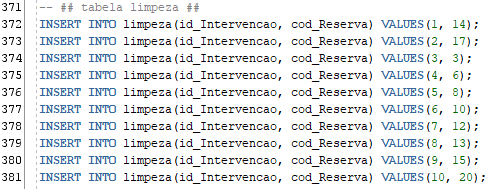 371 -- ## tabela limpeza ##
372 INSERT INTO limpeza(id_Intervencao, cod_Reserva) VALUES(1, 14);
373 INSERT INTO limpeza(id_Intervencao, cod_Reserva) VALUES(2, 17);
374 INSERT INTO limpeza(id_Intervencao, cod_Reserva) VALUES(3, 3);
375 INSERT INTO limpeza(id_Intervencao, cod_Reserva) VALUES(4, 6);
376 INSERT INTO limpeza(id_Intervencao, cod_Reserva) VALUES(5, 8);
377 INSERT INTO limpeza(id_Intervencao, cod_Reserva) VALUES(6, 10);
378 INSERT INTO limpeza(id_Intervencao, cod_Reserva) VALUES(7, 12);
379 INSERT INTO limpeza(id_Intervencao, cod_Reserva) VALUES(8, 13);
380 INSERT INTO limpeza(id_Intervencao, cod_Reserva) VALUES(9, 15);
381 INSERT INTO limpeza(id_Intervencao, cod_Reserva) VALUES(10, 20);